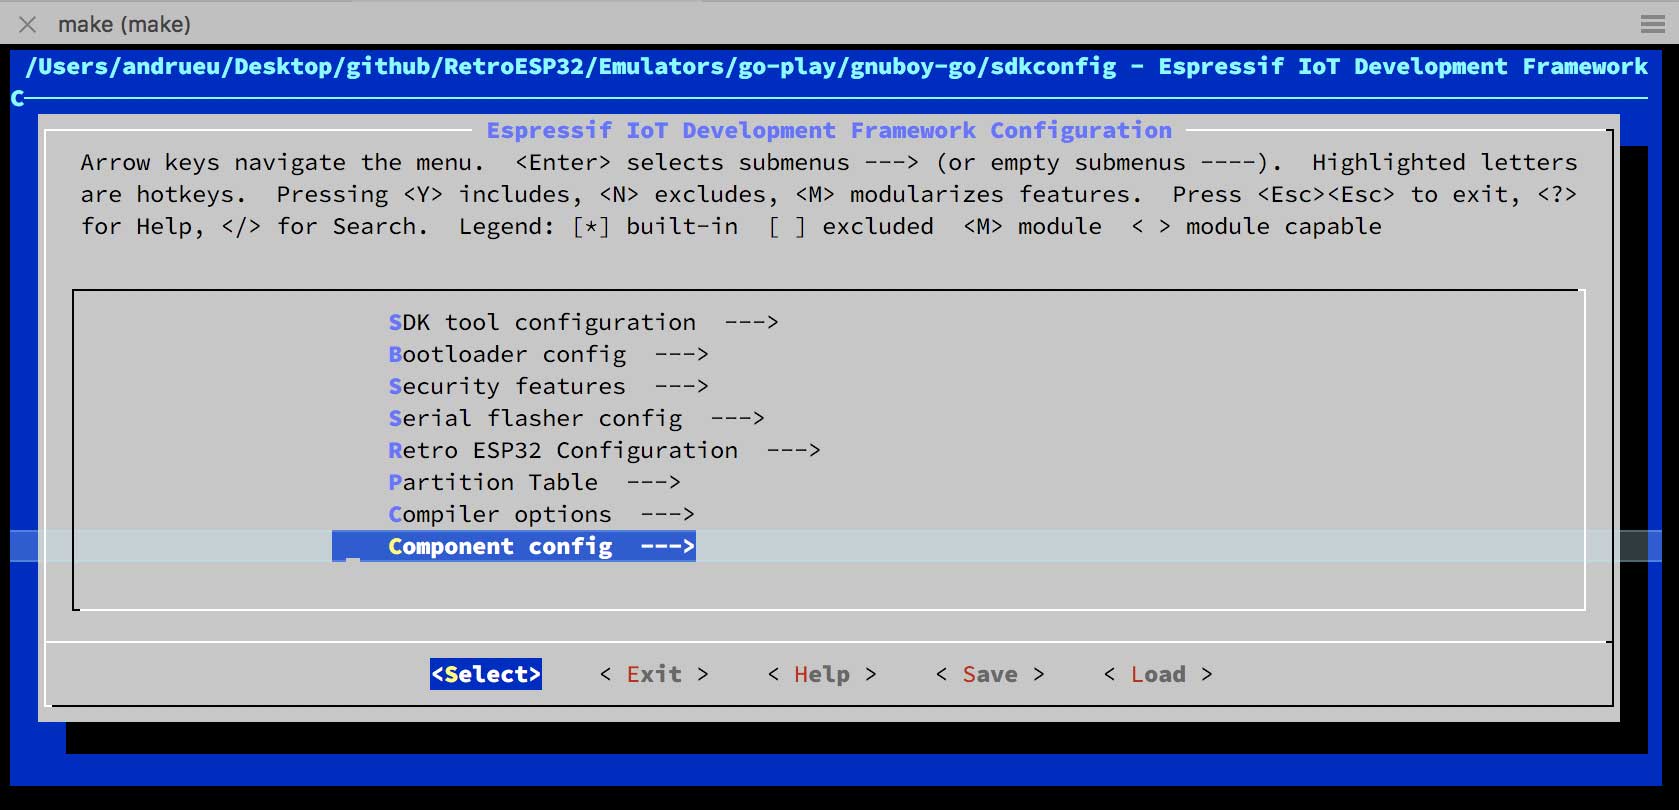 make (make)
/Users/andrueu/Desktop/github/RetroESP32/Emulators/go-play/gnuboy-go/sdkconfig - Espressif IoT Development Framework
C
Espressif IoT Development Framework Configuration
Arrow keys navigate the menu.  <Enter> selects submenus ---> (or empty submenus ----).  Highlighted letters
are hotkeys.  Pressing <Y> includes, <N> excludes, <M> modularizes features.  Press <Esc><Esc> to exit, <?>
for Help, </> for Search.  Legend: [*] built-in  [ ] excluded  <M> module  < > module capable
SDK tool configuration  --->
Bootloader config  --->
Security features  --->
Serial flasher config  --->
Retro ESP32 Configuration  --->
Partition Table  --->
Compiler options  --->
Component config  --->
<Select>    < Exit >    < Help >    < Save >    < Load >